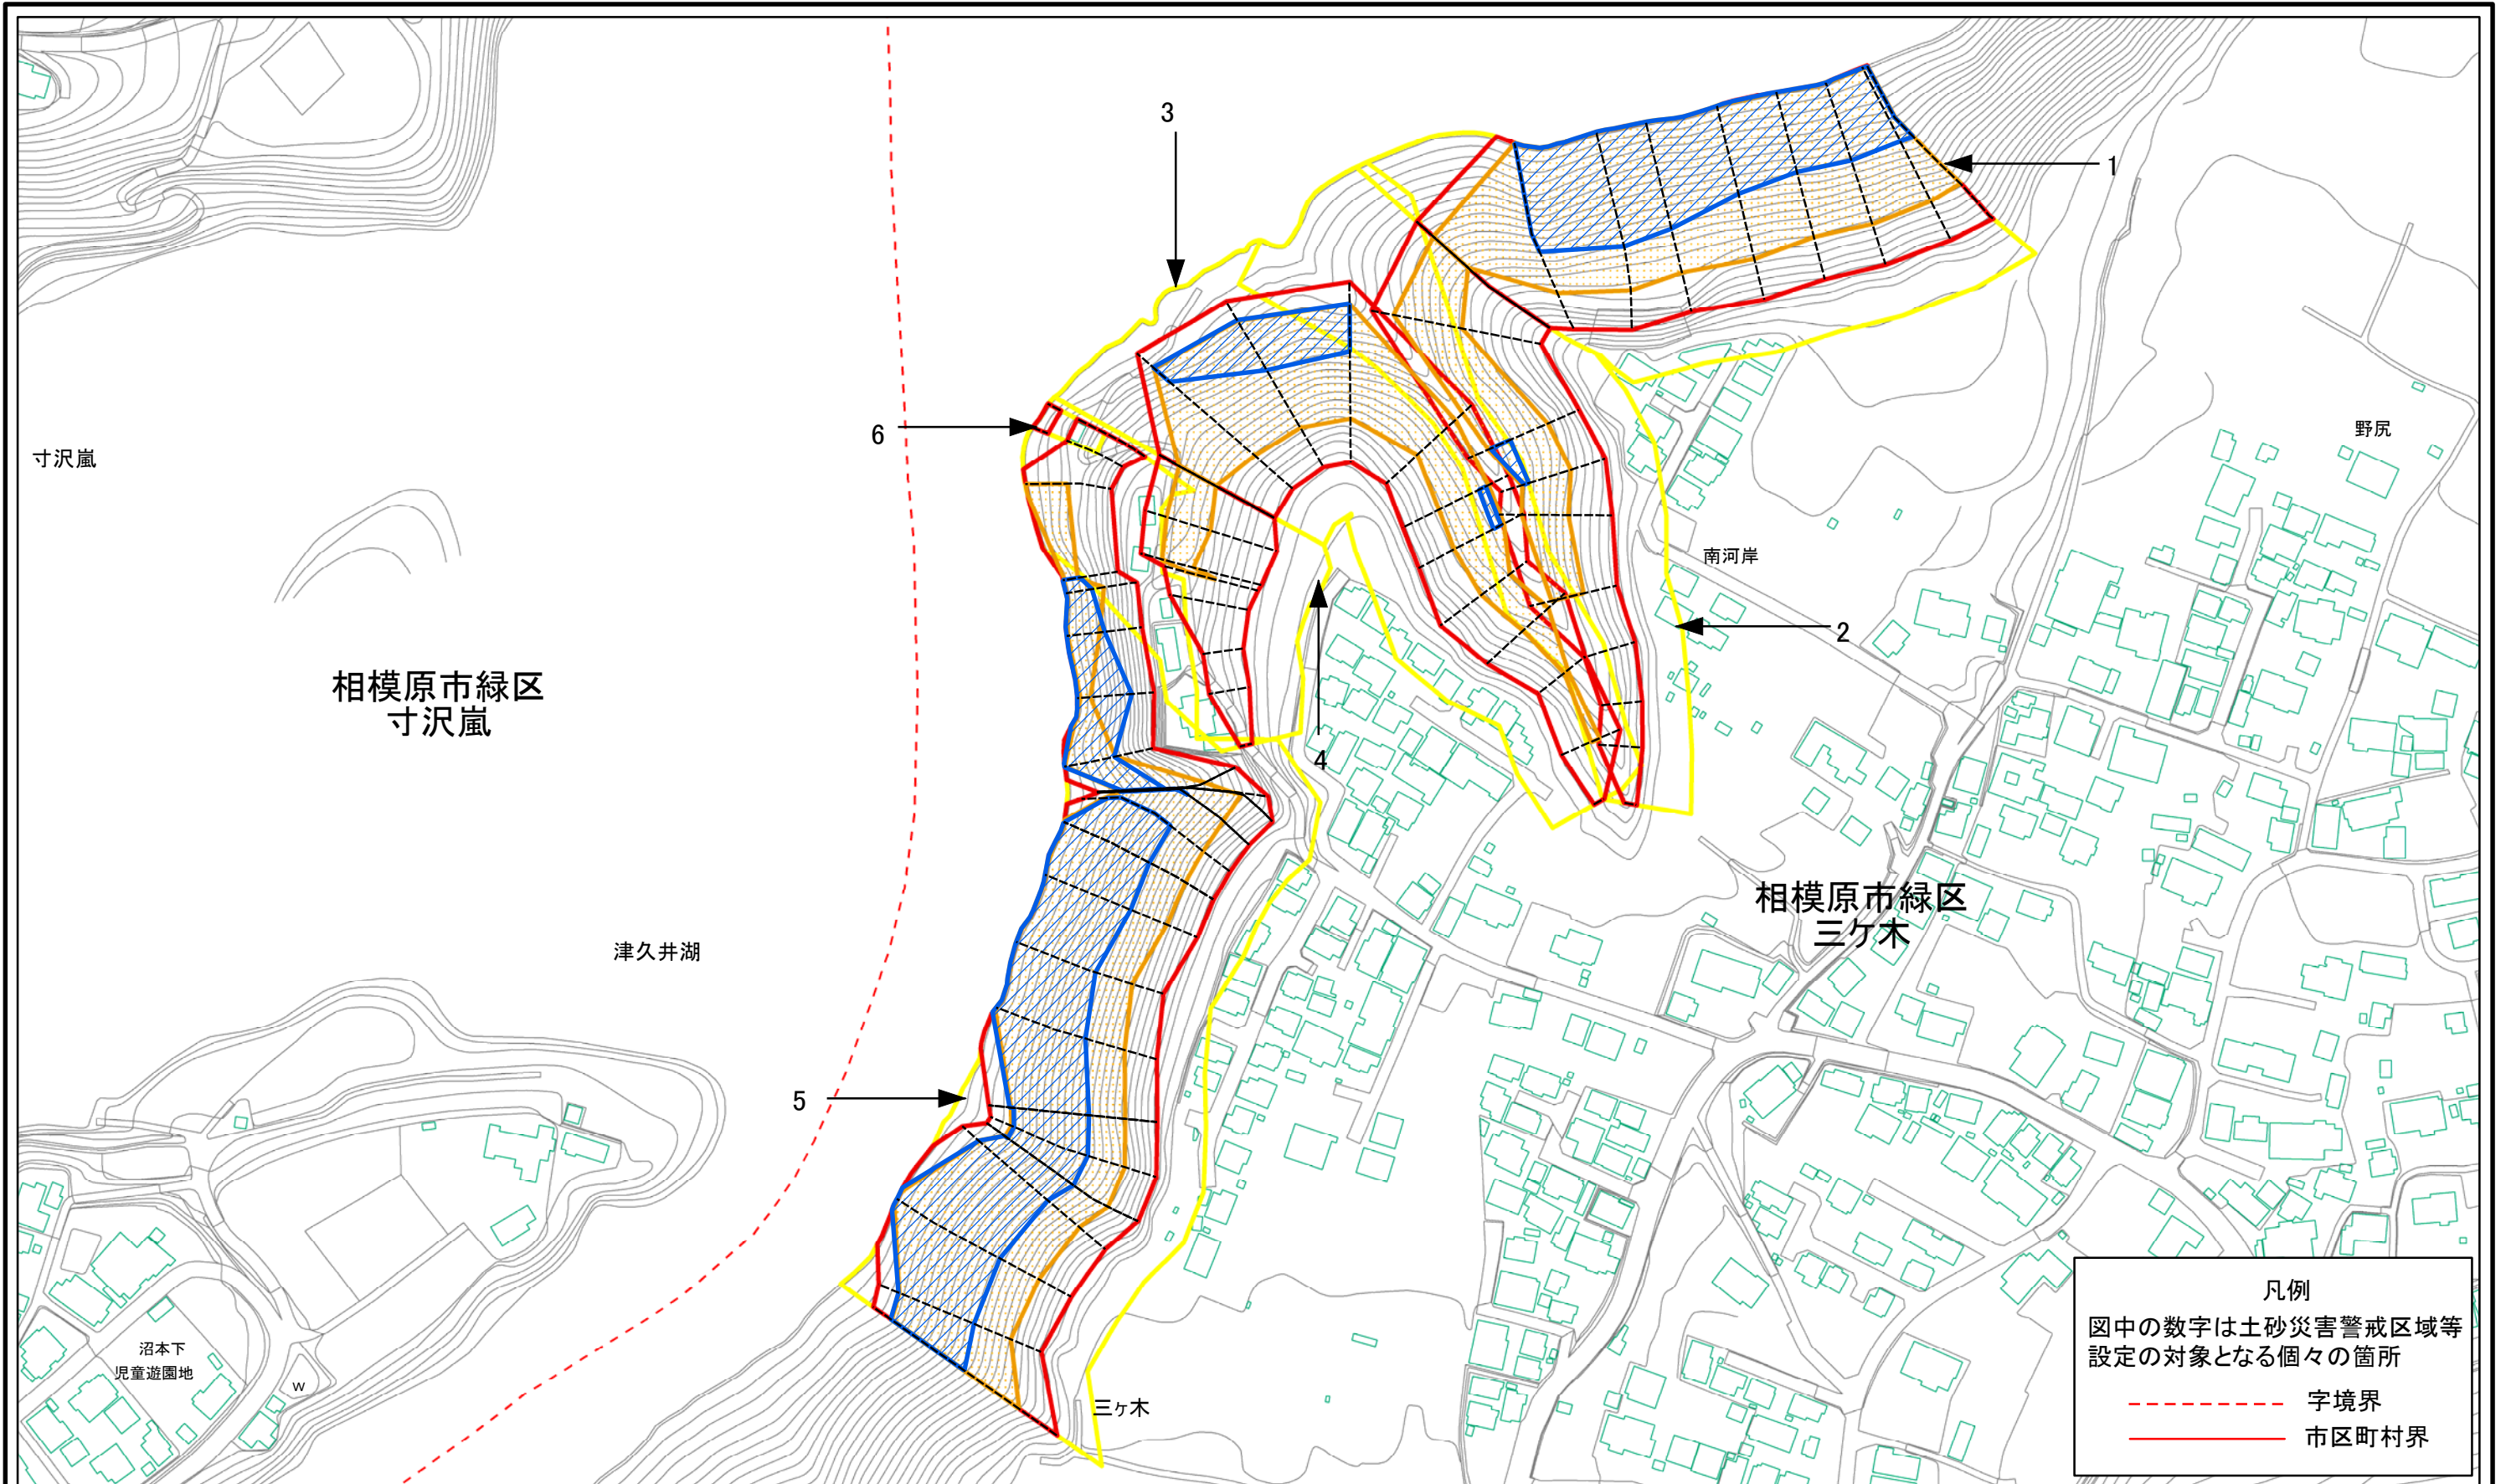 3
1
6
野尻
寸沢嵐
南河岸
2
相模原市緑区
寸沢嵐
4
相模原市緑区
三ケ木
津久井湖
5
凡例
図中の数字は土砂災害警戒区域等
設定の対象となる個々の箇所
字境界
市区町村界
沼本下
児童遊園地
W
三ヶ木